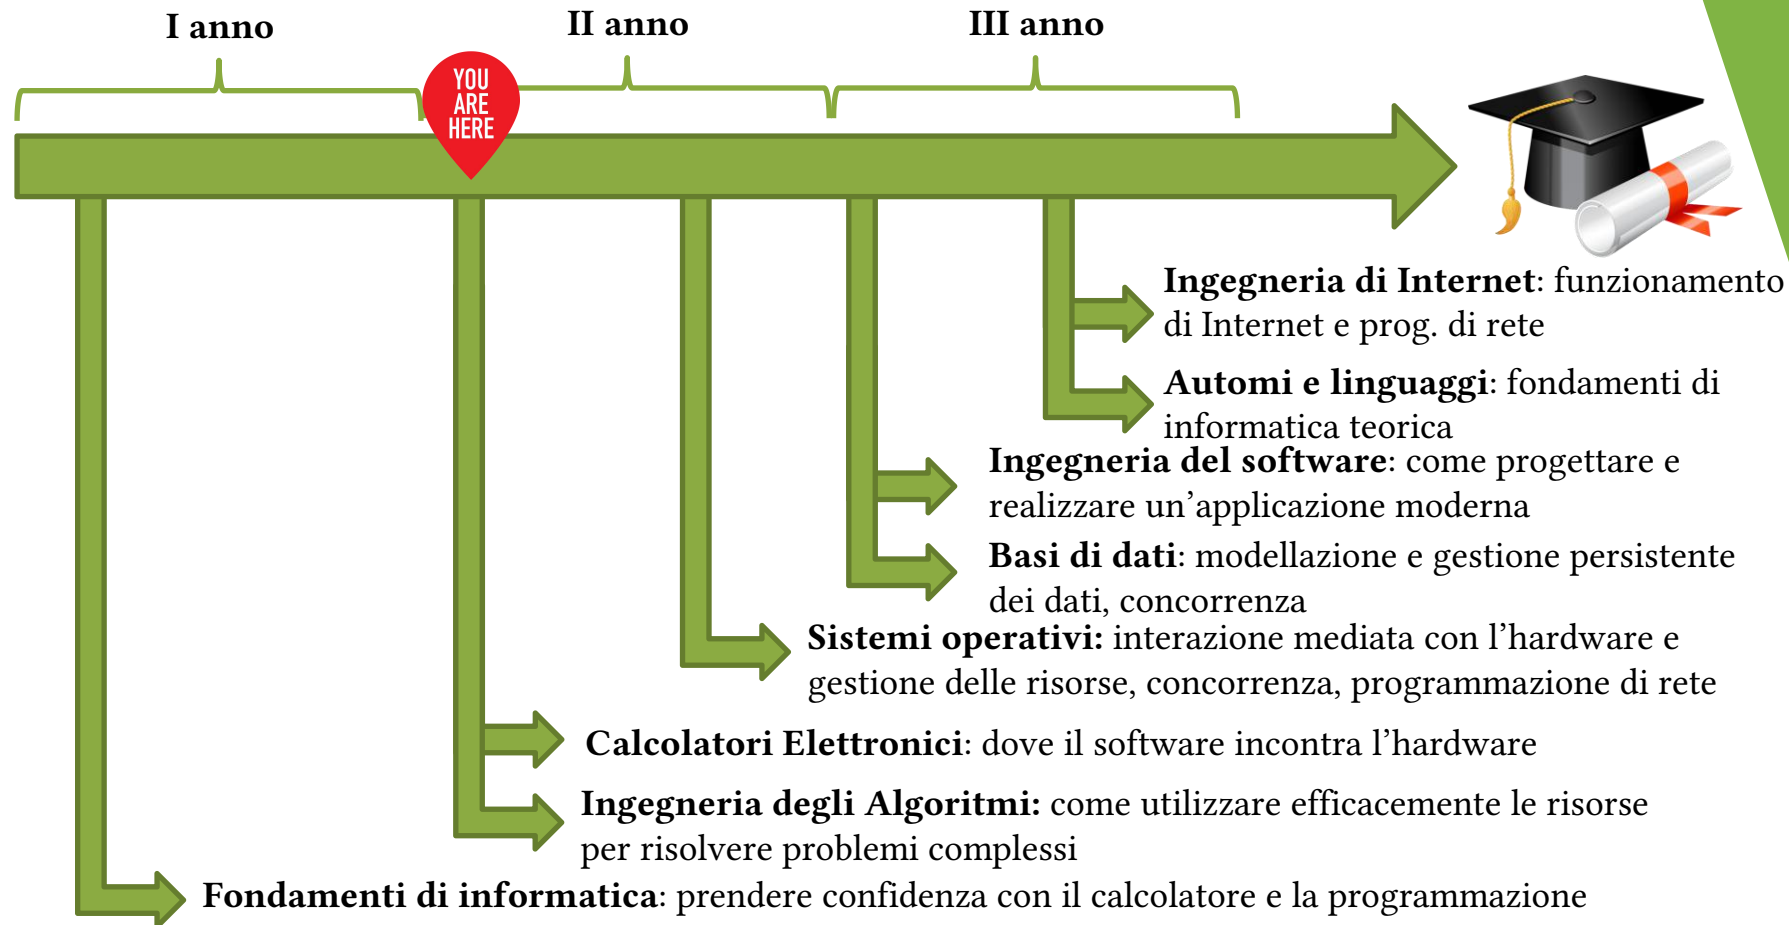 I anno
II anno
III anno
YOU
ARE
HERE
Ingegneria di Internet: funzionamento
di Internet e prog. di rete
Automi e linguaggi: fondamenti di
informatica teorica
Ingegneria del software: come progettare e
realizzare un’applicazione moderna
Basi di dati: modellazione e gestione persistente
dei dati, concorrenza
Sistemi operativi: interazione mediata con l’hardware e
gestione delle risorse, concorrenza, programmazione di rete
Calcolatori Elettronici: dove il software incontra l’hardware
Ingegneria degli Algoritmi: come utilizzare efficacemente le risorse
per risolvere problemi complessi
Fondamenti di informatica: prendere confidenza con il calcolatore e la programmazione